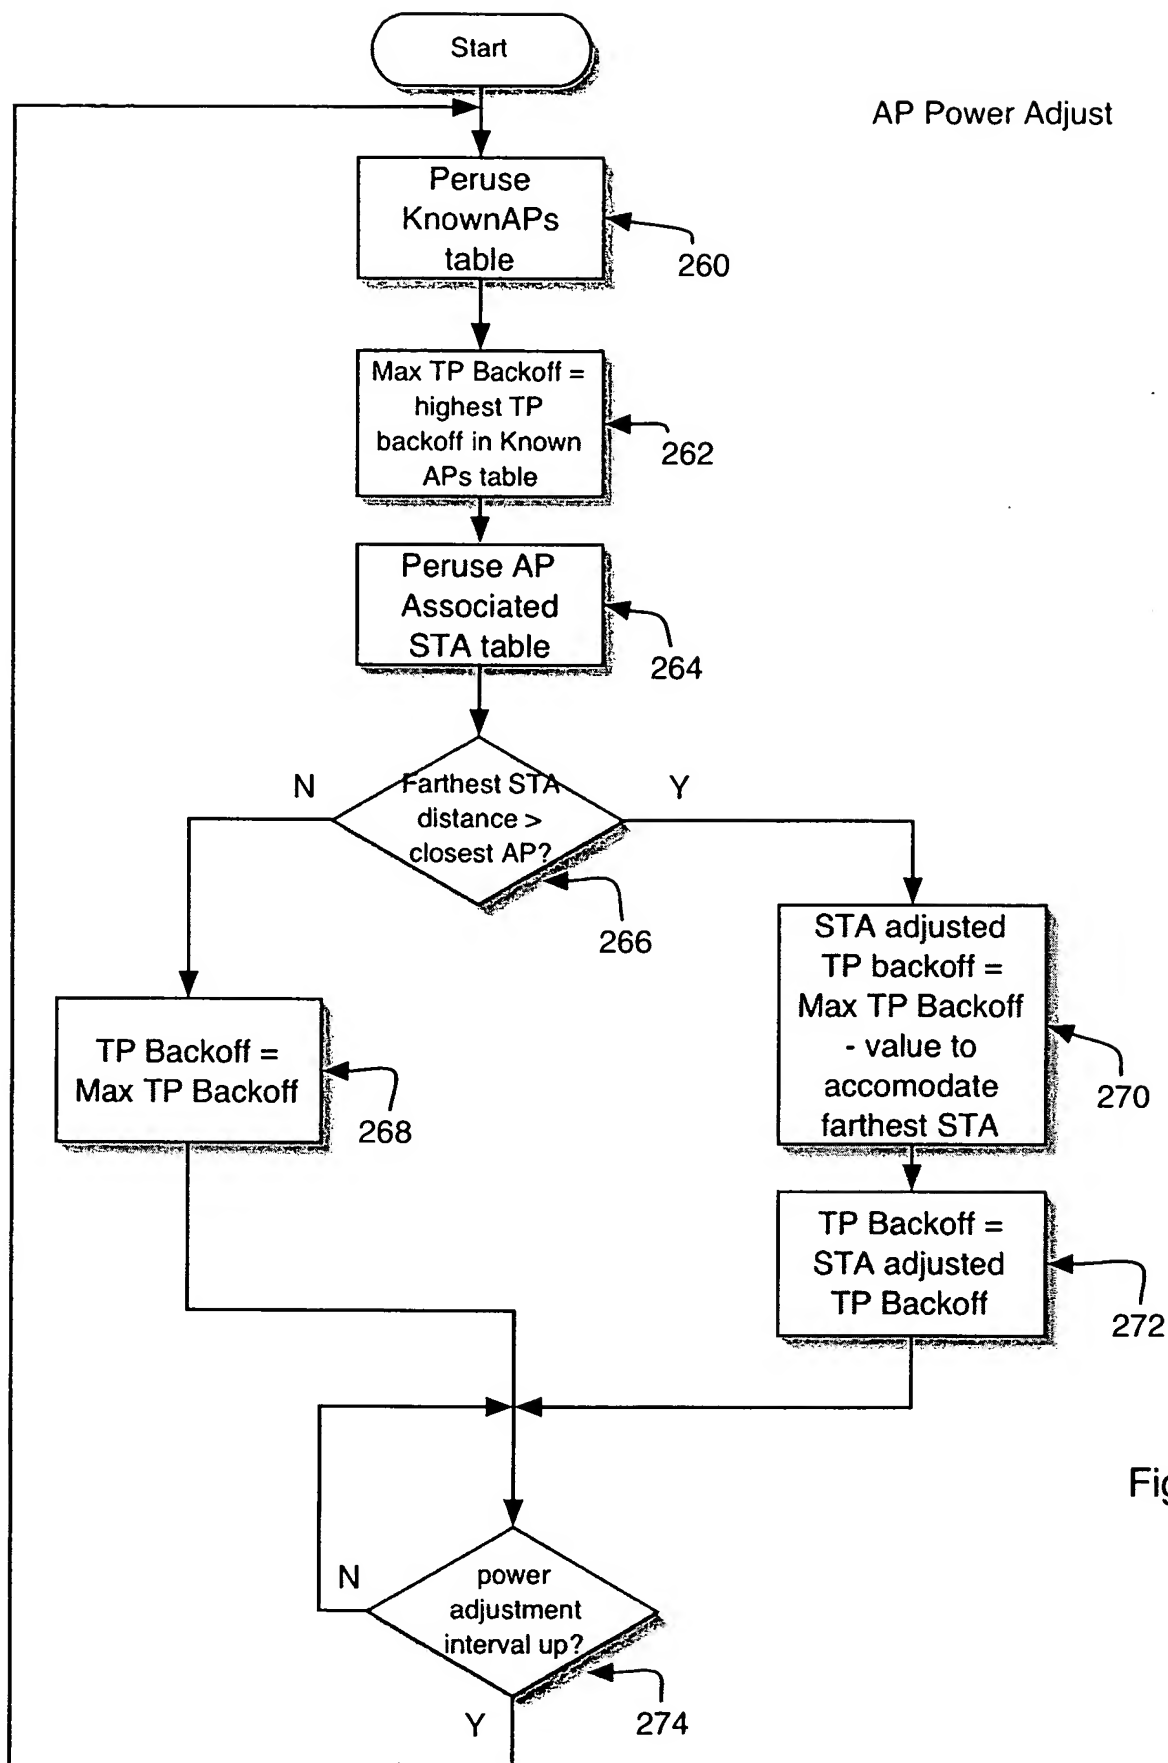 Start
AP Power Adjust
Peruse
KnownAPs
table
260
Max TP Backoff =
highest TP
backoff in Known
APs table
262
Peruse AP
Associated
STA table
264
N
Farthest STA
distance >
closest AP?
Y
266
STA adjusted
TP backoff =
Max TP Backoff
- value to
accomodate
farthest STA
270
TP Backoff =
Max TP Backoff
268
TP Backoff =
STA adjusted
TP Backoff
272
Fig
N
power
adjustment
interval up?
274
Y